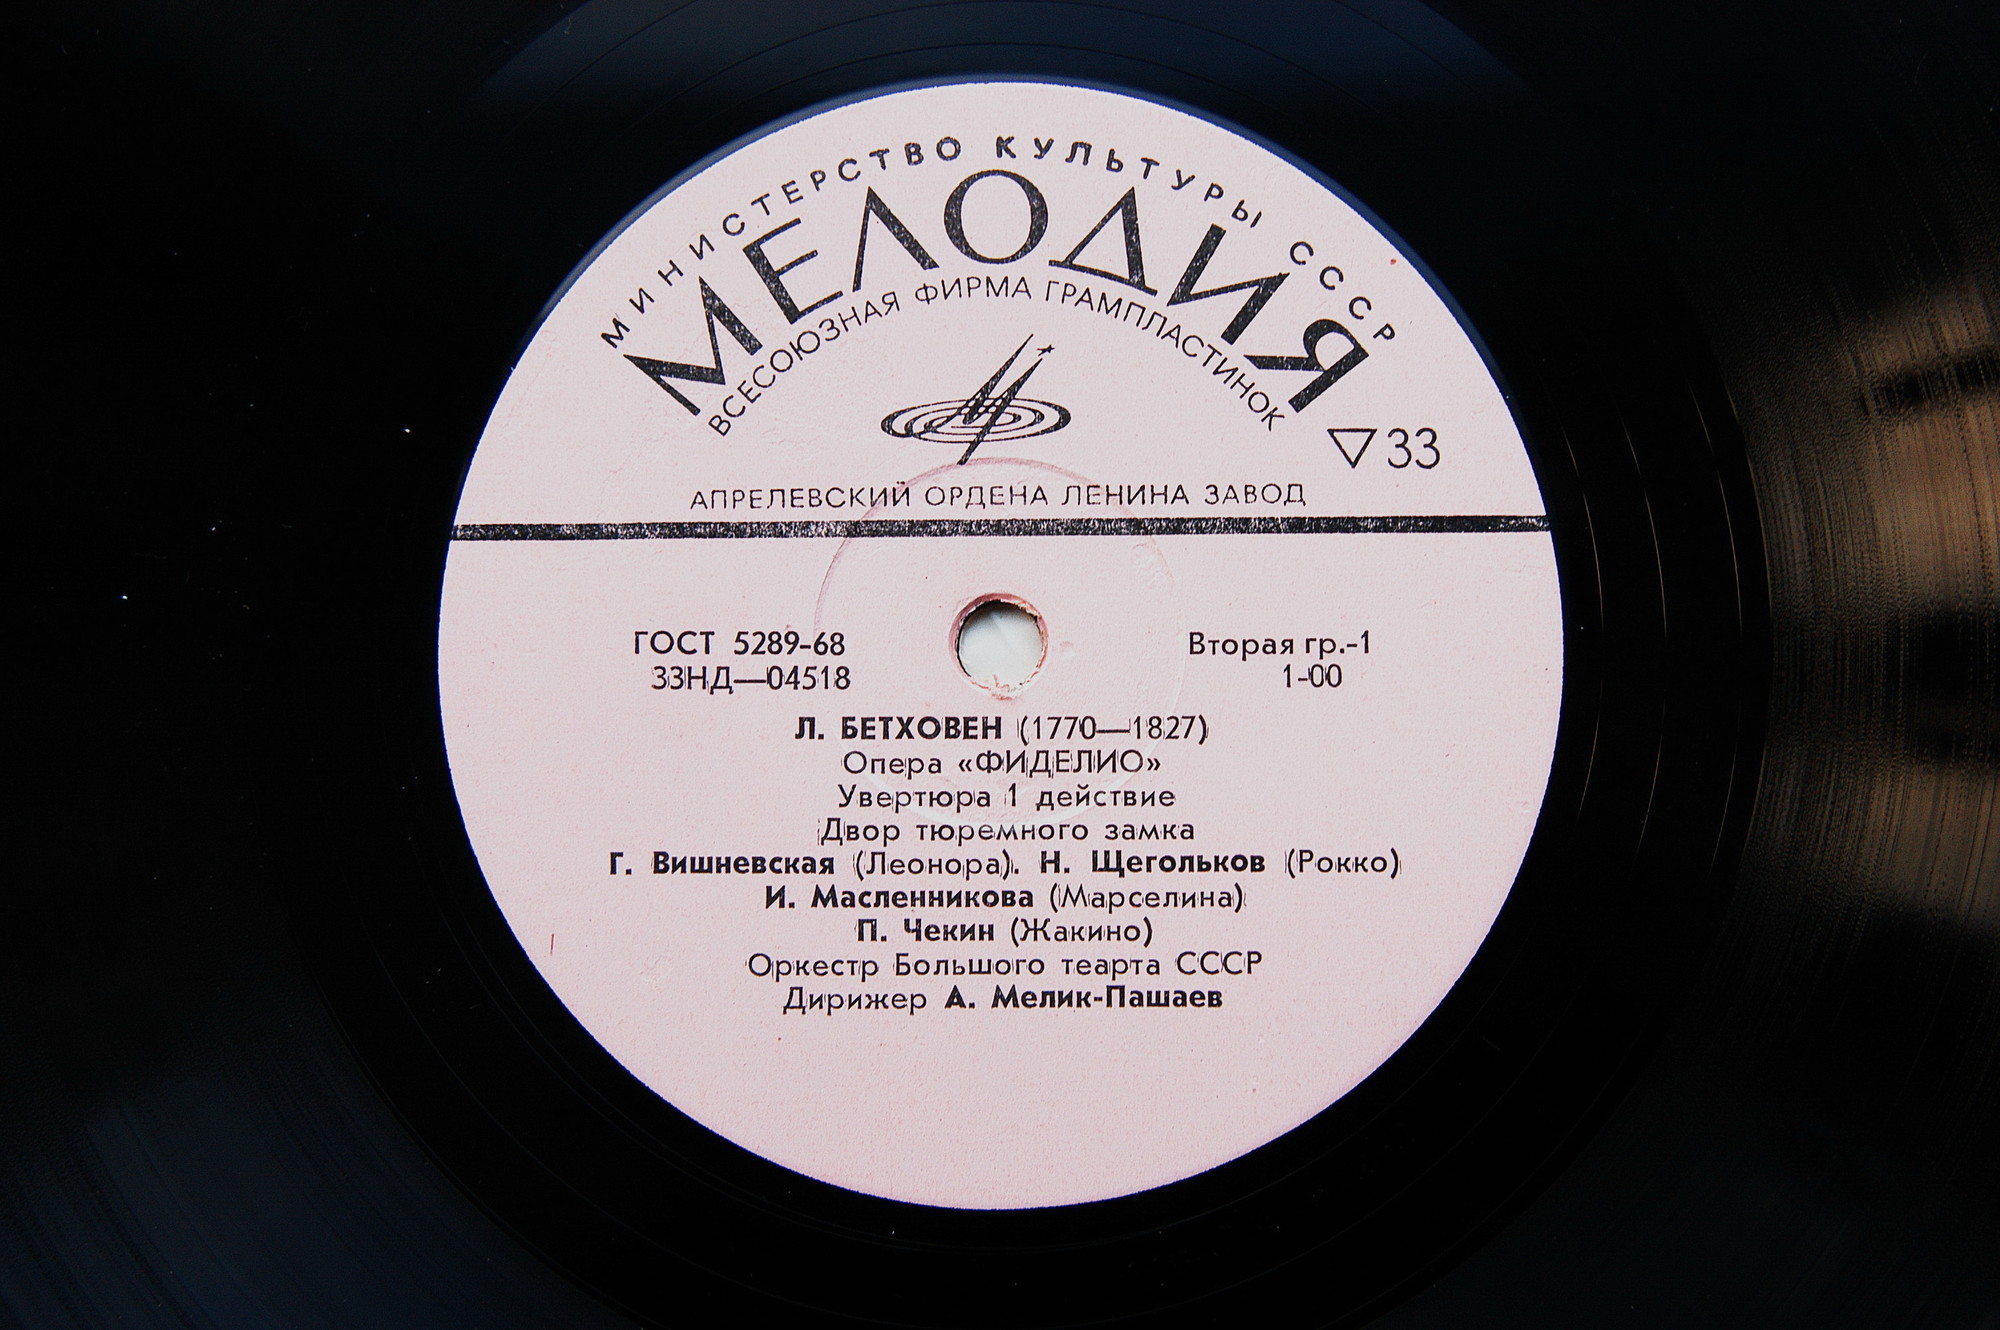 МИНИСТЕРСТВО КУЛЬТУРЫ СССР
МЕЛОДИЯ
ВСЕСОЮЗНАЯ ФИРМА ГРАМПЛАСТИНОК
▽33
АПРЕЛЕВСКИЙ ОРДЕНА ЛЕНИНА ЗАВОД
ГОСТ 5289-68
Вторая гр.-1
33НД—04518
1-00
Л. БЕТХОВЕН (1770—1827)
Опера «ФИДЕЛИО»
Увертюра 1 действие
Двор тюремного замка
Г. Вишневская (Леонора). Н. Щегольков (Рокко)
И. Масленникова (Марселина)
П. Чекин (Жакино)
Оркестр Большого теарта СССР
Дирижер А. Мелик-Пашаев